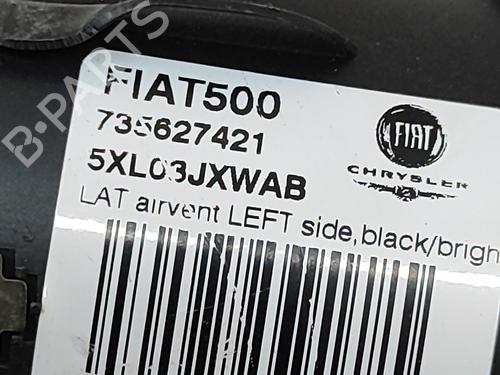 FIAT500
735627421
5XL03JXWAB
LAT airvent LEFT side,black/brigh
FIAT
CHRYSLER
B-PARTS